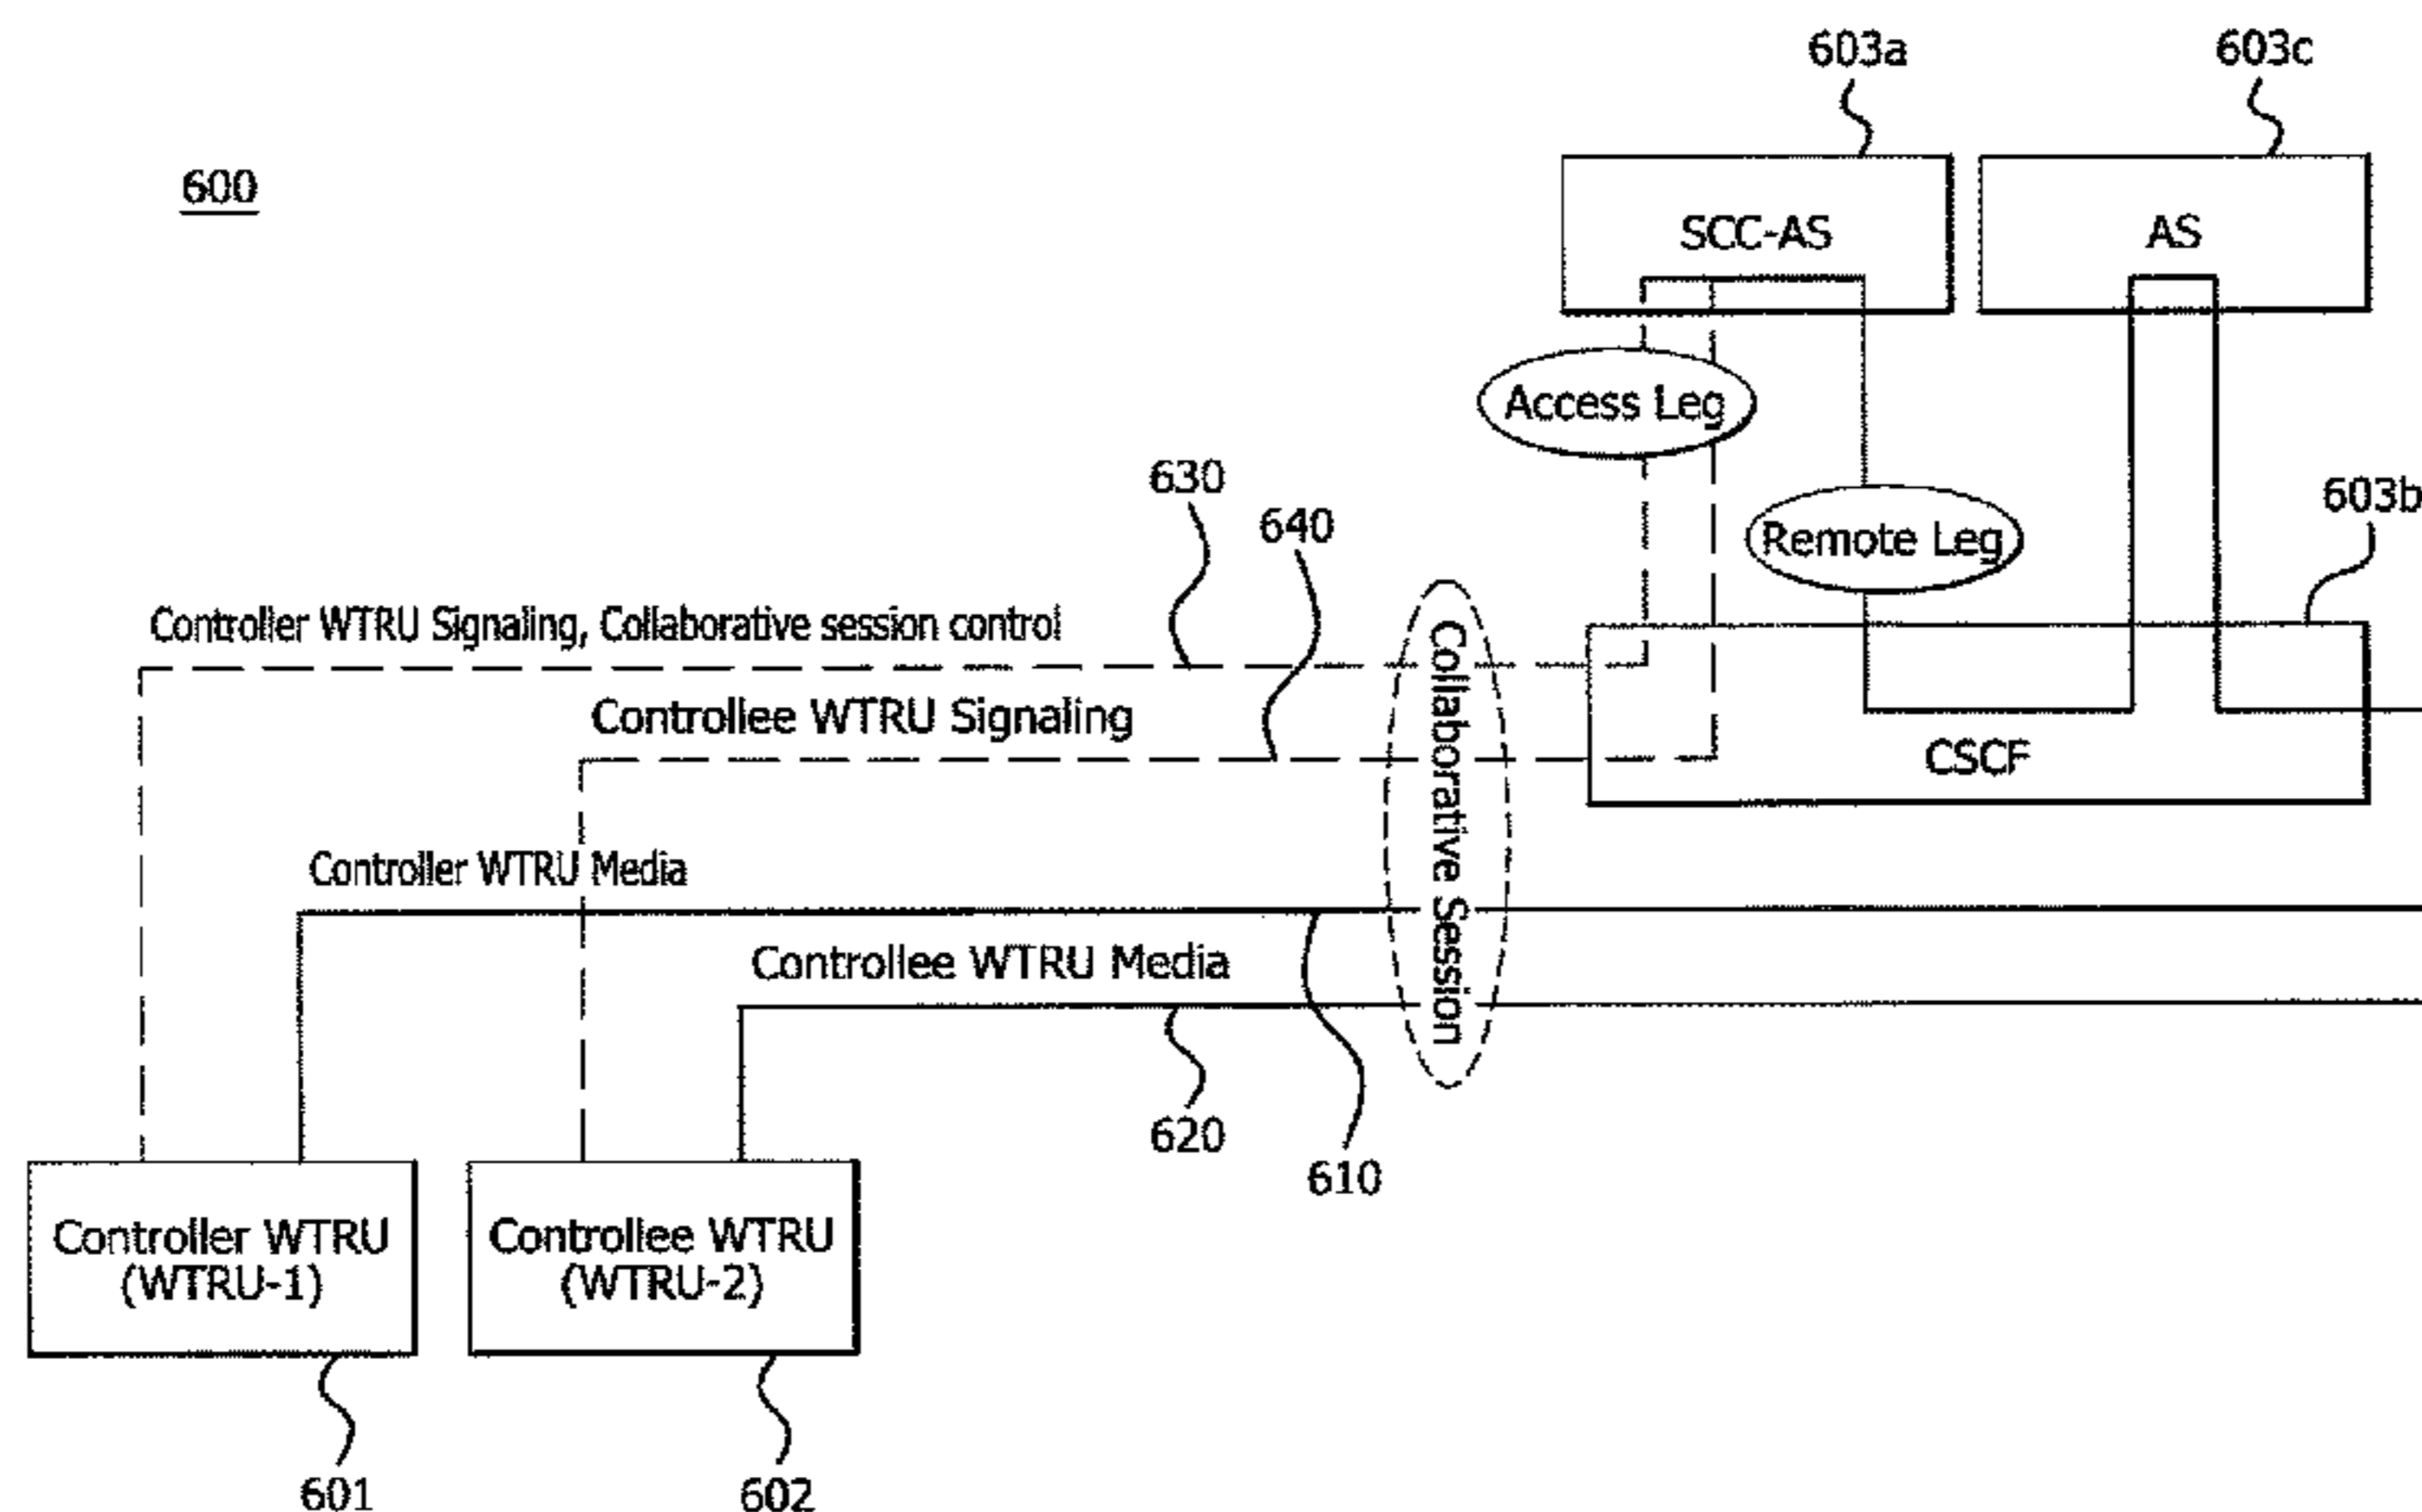 603a
603c
600
SCC-AS
AS
Access Leg
630
603b
640
Remote Leg
Controller WTRU Signaling, Collaborative session control
Controllee WTRU Signaling
CSCF
Collaborative Session
Controller WTRU Media
Controllee WTRU Media
620
610
Controller WTRU
(WTRU-1)
Controllee WTRU
(WTRU-2)
601
602